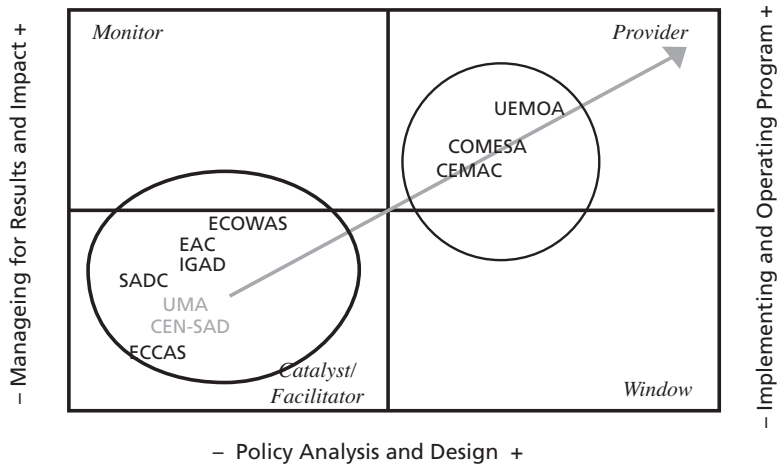 Monitor
Provider
UEMOA
COMESA
CEMAC
ECOWAS
EAC
IGAD
SADC
UMA
CEN-SAD
ECCAS
Catalyst/
Facilitator
Window
– Manageing for Results and Impact +
– Implementing and Operating Program +
– Policy Analysis and Design +